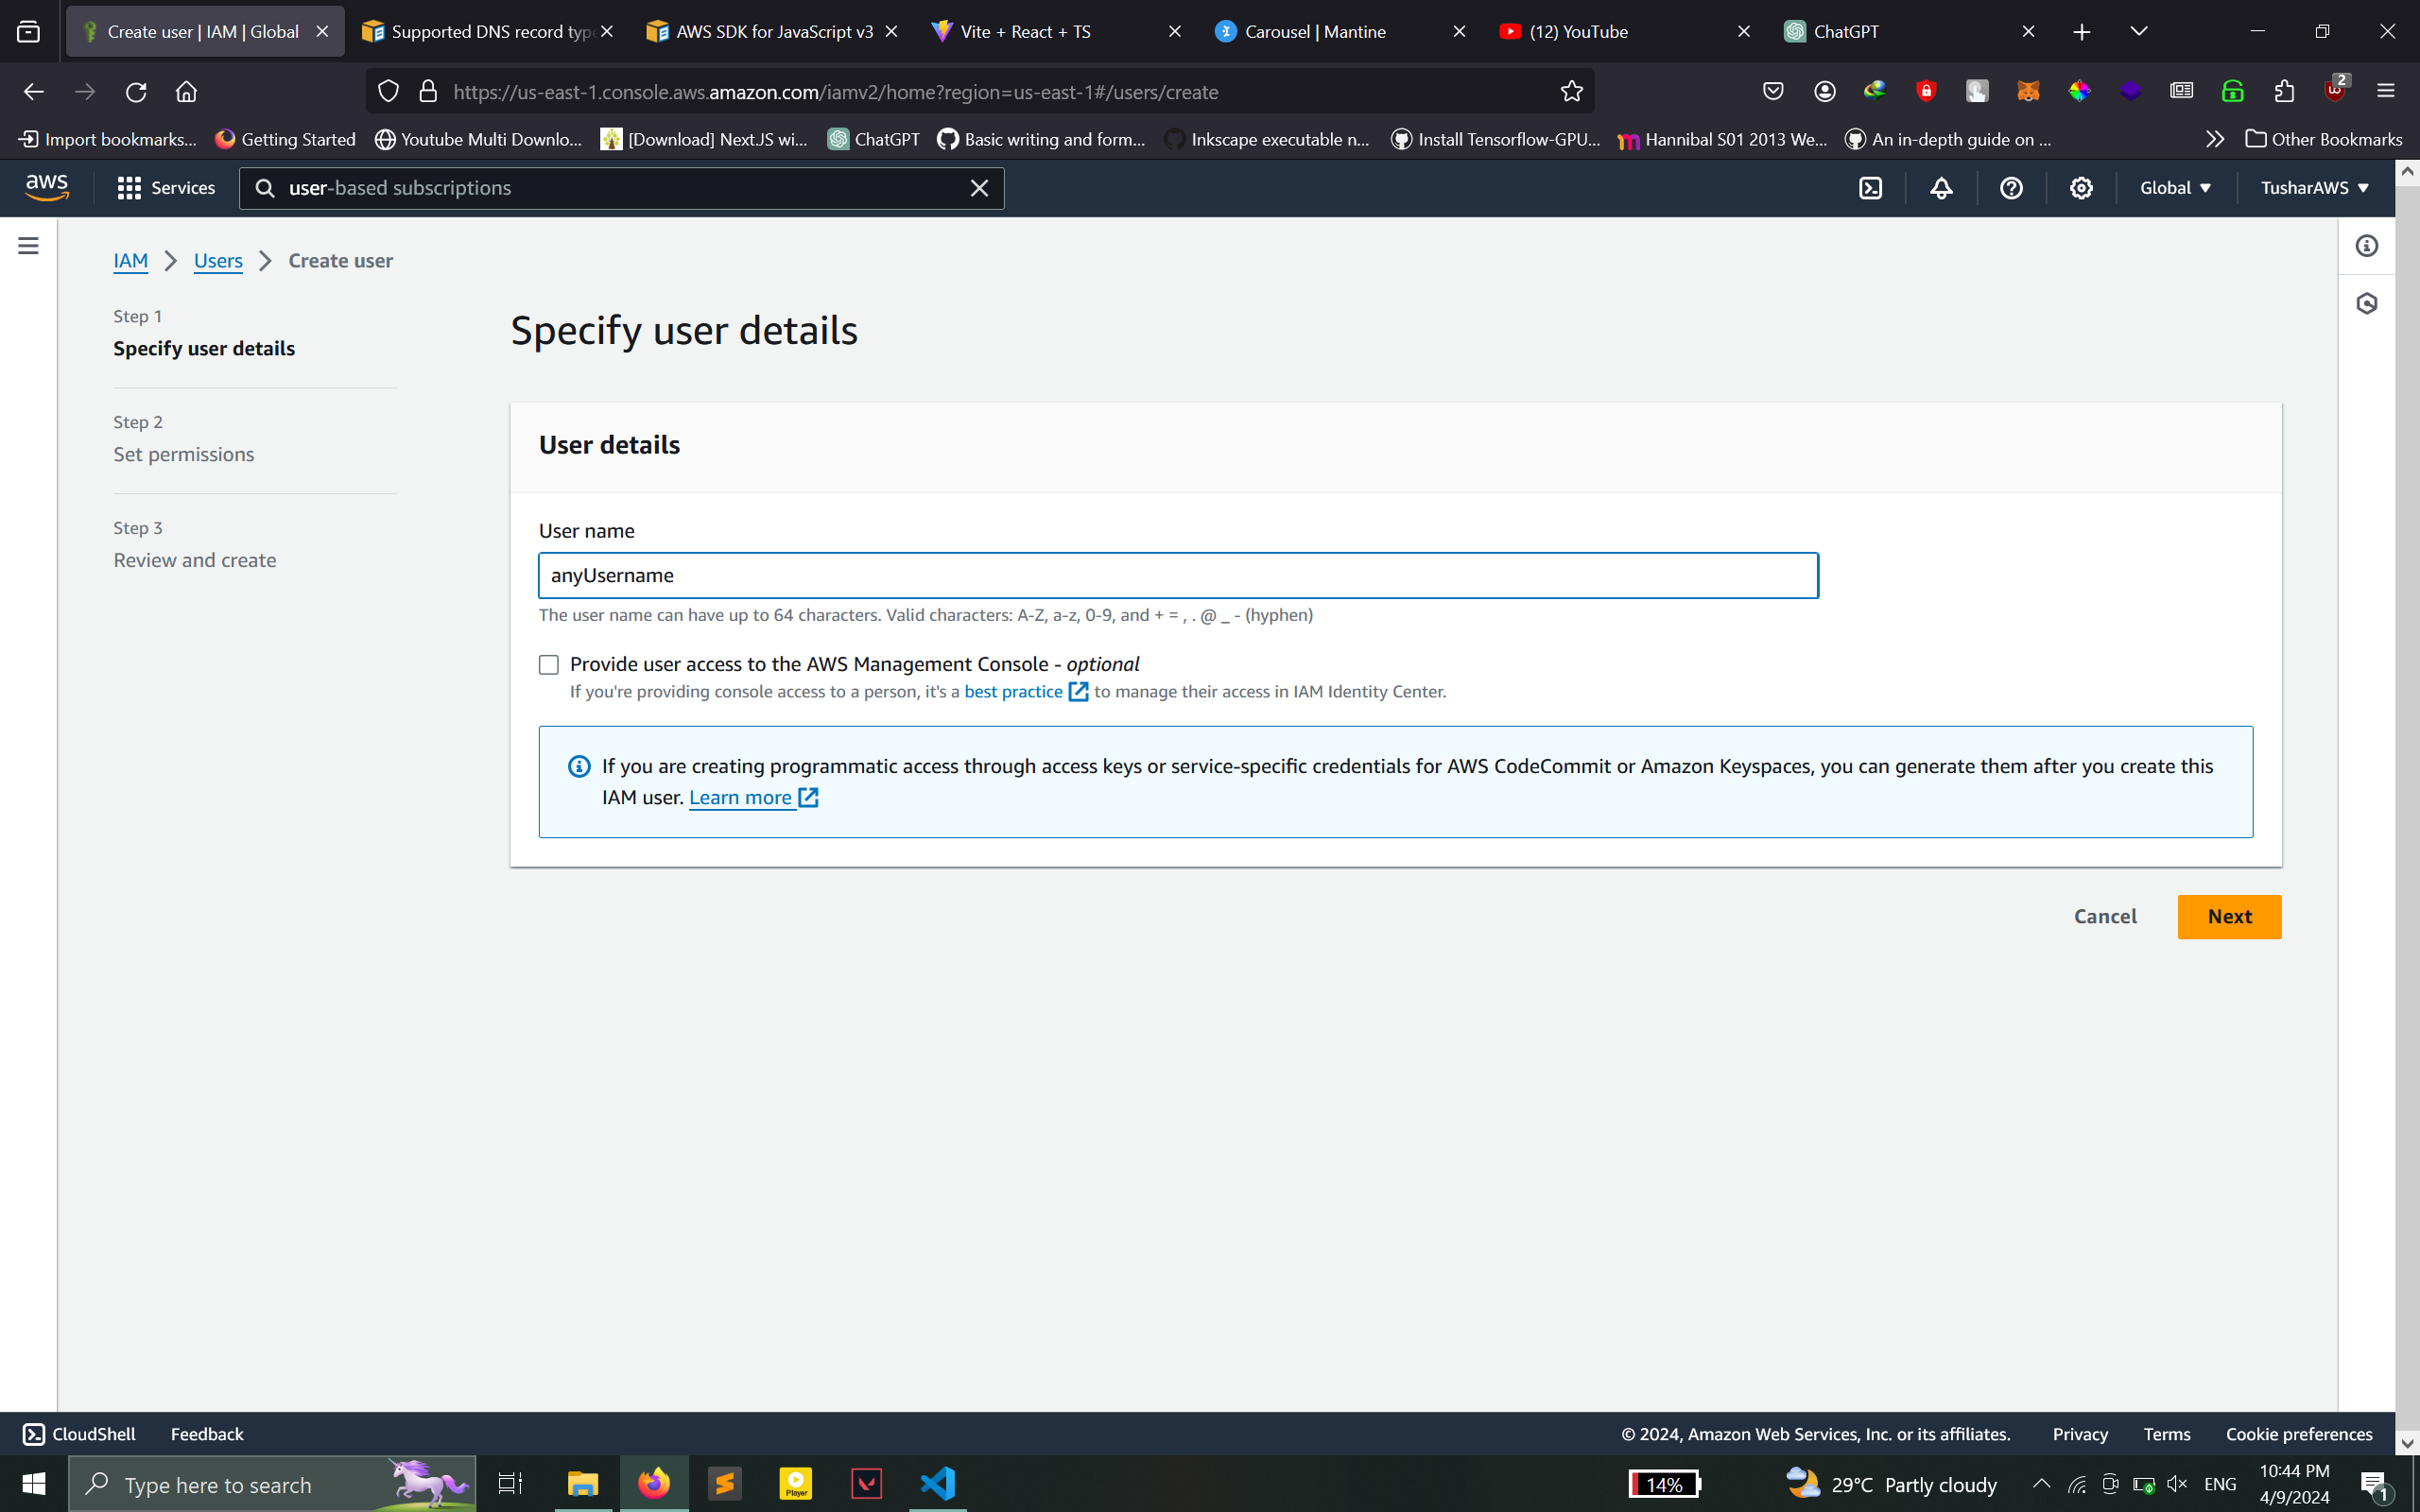 Create user | IAM | Global
Supported DNS record type
AWS SDK for JavaScript v3
Vite + React + TS
Carousel | Mantine
(12) YouTube
ChatGPT
https://us-east-1.console.aws.amazon.com/iamv2/home?region=us-east-1#/users/create
2
Import bookmarks...
Getting Started
Youtube Multi Downlo...
[Download] Next.JS wi...
ChatGPT
Basic writing and form...
Inkscape executable n...
Install Tensorflow-GPU...
Hannibal S01 2013 We...
An in-depth guide on ...
Other Bookmarks
aws
Services
user-based subscriptions
Global
TusharAWS
IAM
Users
Create user
Step 1
Specify user details
Step 2
Set permissions
Step 3
Review and create
Specify user details
User details
User name
anyUsername
The user name can have up to 64 characters. Valid characters: A-Z, a-z, 0-9, and + = , . @ _ - (hyphen)
Provide user access to the AWS Management Console - optional
If you're providing console access to a person, it's a best practice to manage their access in IAM Identity Center.
If you are creating programmatic access through access keys or service-specific credentials for AWS CodeCommit or Amazon Keyspaces, you can generate them after you create this
IAM user. Learn more
Cancel
Next
CloudShell
Feedback
© 2024, Amazon Web Services, Inc. or its affiliates.
Privacy
Terms
Cookie preferences
Type here to search
Player
14%
29°C Partly cloudy
ENG
10:44 PM
4/9/2024
1